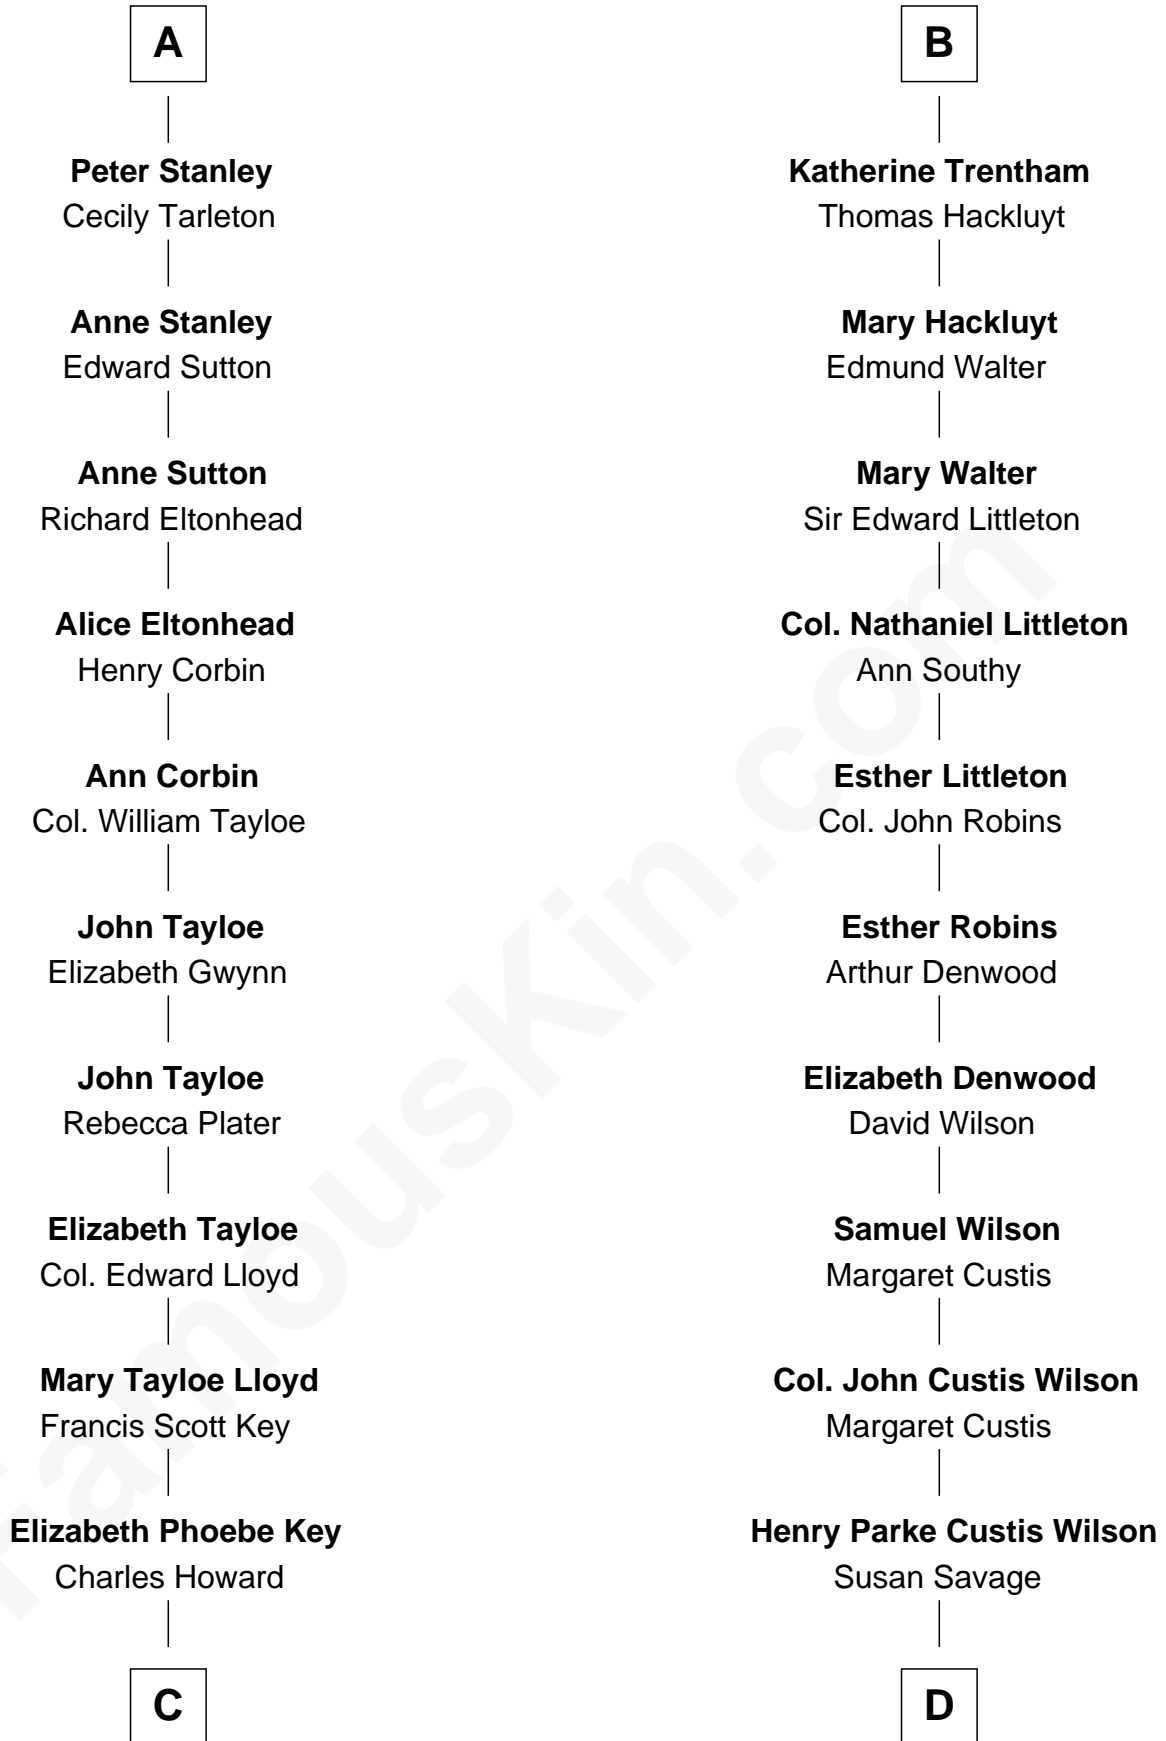 A
Peter Stanley
Cecily Tarleton
Anne Stanley
Edward Sutton
Anne Sutton
Richard Eltonhead
Alice Eltonhead
Henry Corbin
Ann Corbin
Col. William Tayloe
John Tayloe
Elizabeth Gwynn
John Tayloe
Rebecca Plater
Elizabeth Tayloe
Col. Edward Lloyd
Mary Tayloe Lloyd
Francis Scott Key
Elizabeth Phoebe Key
Charles Howard
C
B
Katherine Trentham
Thomas Hackluyt
Mary Hackluyt
Edmund Walter
Mary Walter
Sir Edward Littleton
Col. Nathaniel Littleton
Ann Southy
Esther Littleton
Col. John Robins
Esther Robins
Arthur Denwood
Elizabeth Denwood
David Wilson
Samuel Wilson
Margaret Custis
Col. John Custis Wilson
Margaret Custis
Henry Parke Custis Wilson
Susan Savage
D
FamousKin.com